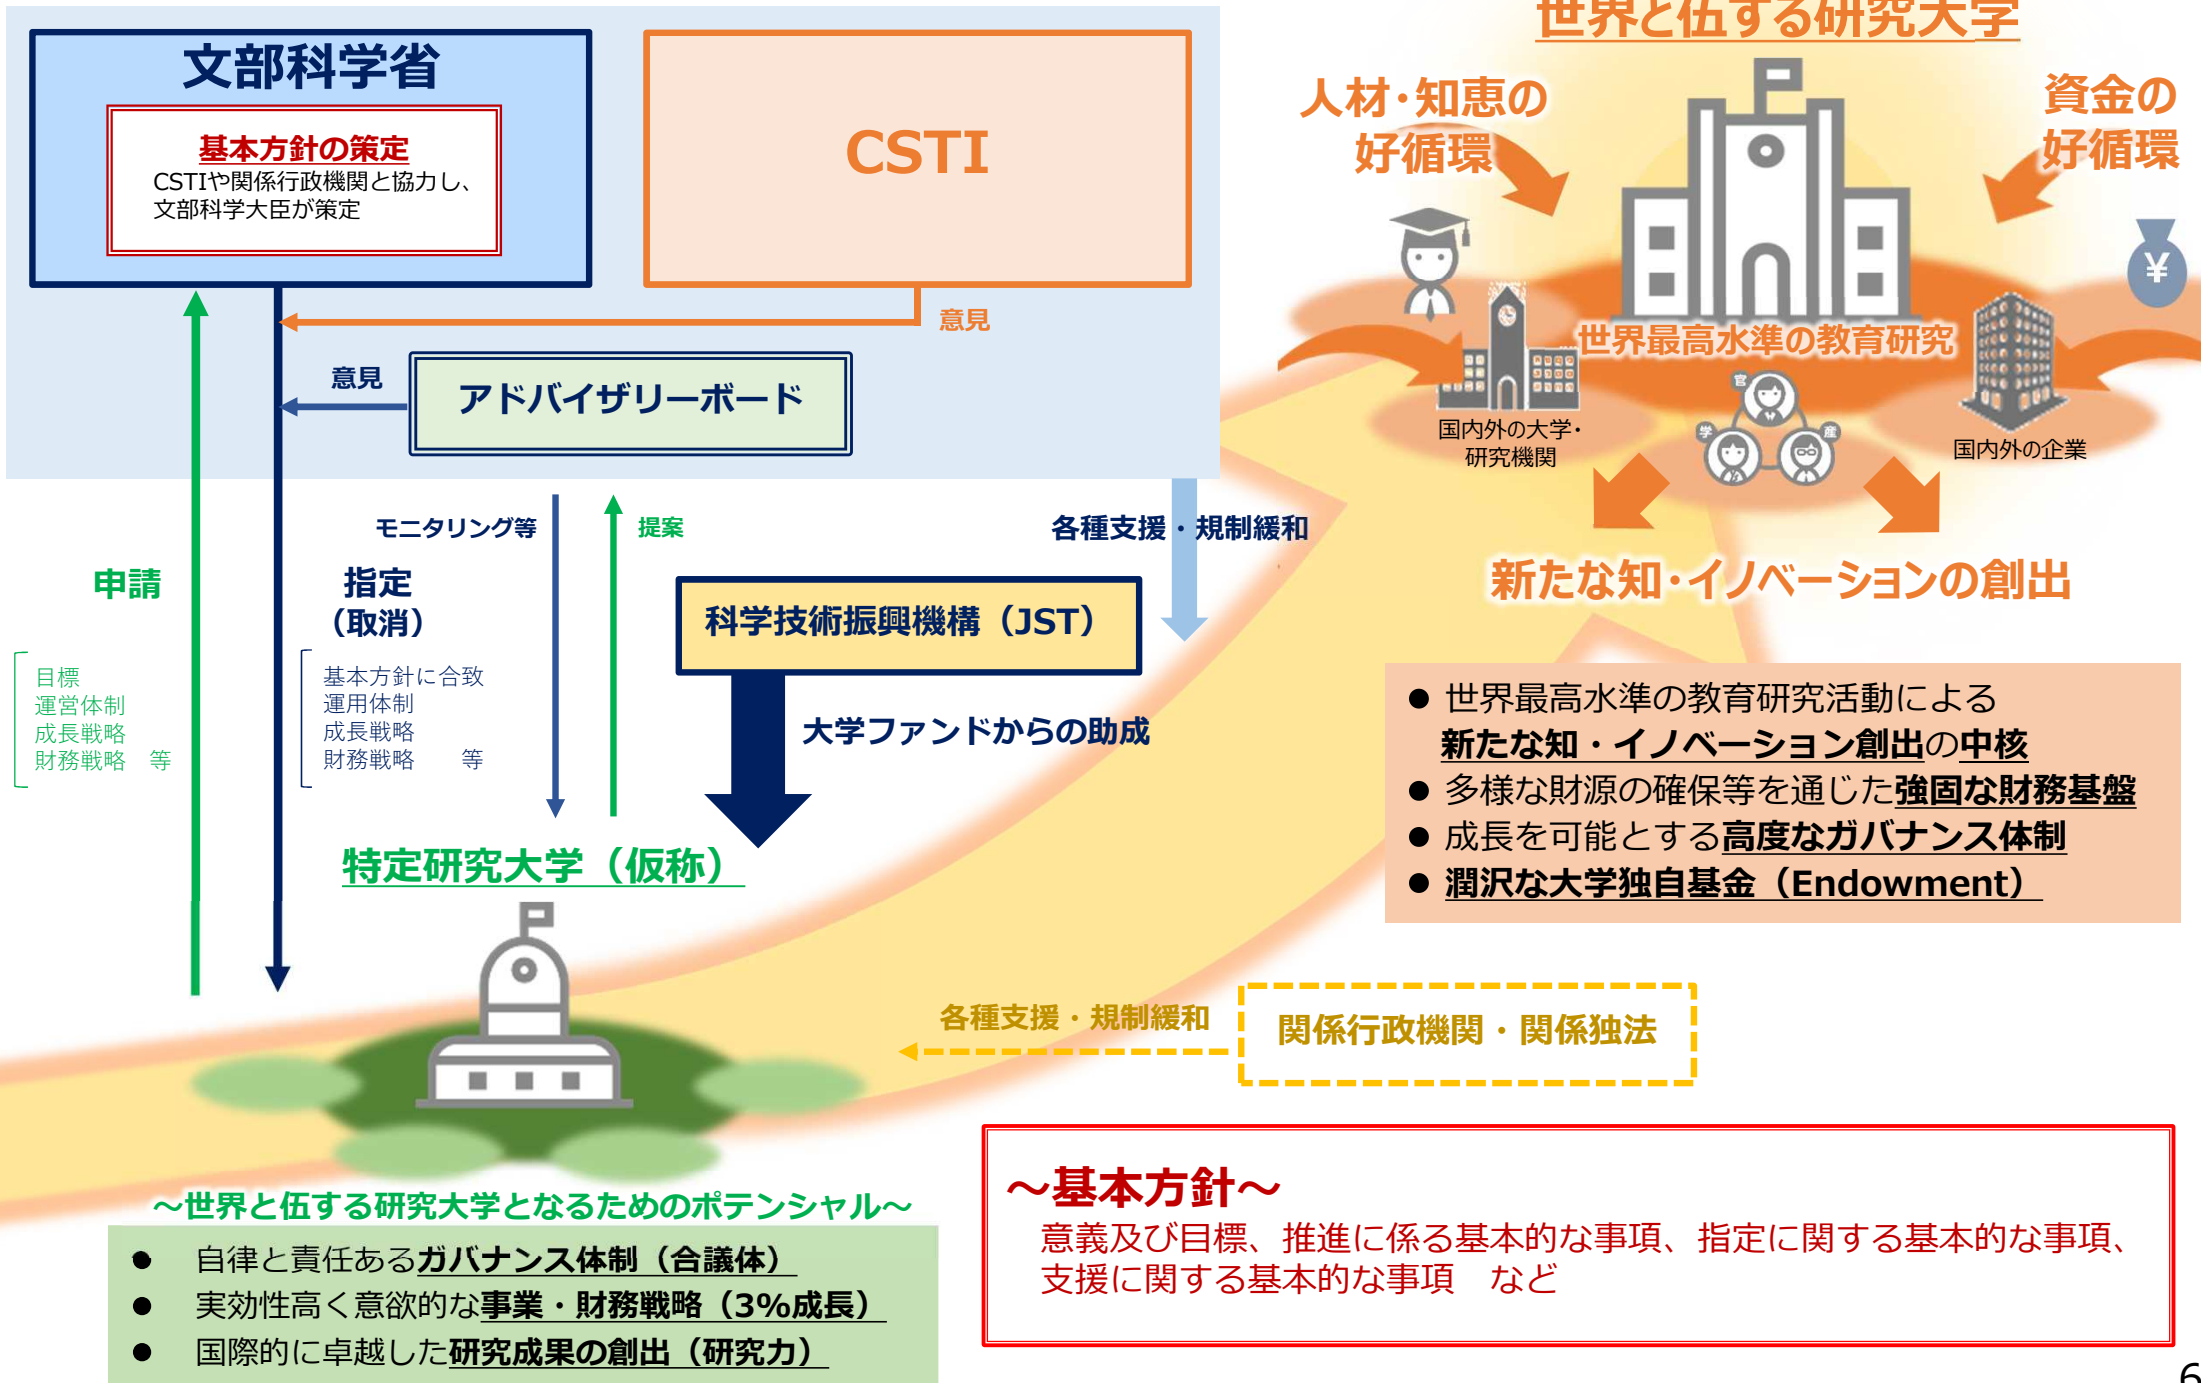 文部科学省
基本方針の策定
CSTIや関係行政機関と協力し、
文部科学大臣が策定
CSTI
意見
意見
アドバイザリーボード
モニタリング等
提案
各種支援・規制緩和
申請
指定
（取消）
目標
運営体制
成長戦略
財務戦略　等
基本方針に合致
運用体制
成長戦略
財務戦略　　等
科学技術振興機構（JST）
大学ファンドからの助成
特定研究大学（仮称）
～世界と伍する研究大学となるためのポテンシャル～
● 自律と責任あるガバナンス体制（合議体）
● 実効性高く意欲的な事業・財務戦略（3%成長）
● 国際的に卓越した研究成果の創出（研究力）
世界と伍する研究大学
人材・知恵の
好循環
資金の
好循環
¥
世界最高水準の教育研究
官
学
産
国内外の大学・
研究機関
国内外の企業
新たな知・イノベーションの創出
● 世界最高水準の教育研究活動による
新たな知・イノベーション創出の中核
● 多様な財源の確保等を通じた強固な財務基盤
● 成長を可能とする高度なガバナンス体制
● 潤沢な大学独自基金（Endowment）
各種支援・規制緩和
関係行政機関・関係独法
～基本方針～
意義及び目標、推進に係る基本的な事項、指定に関する基本的な事項、
支援に関する基本的な事項　など
6